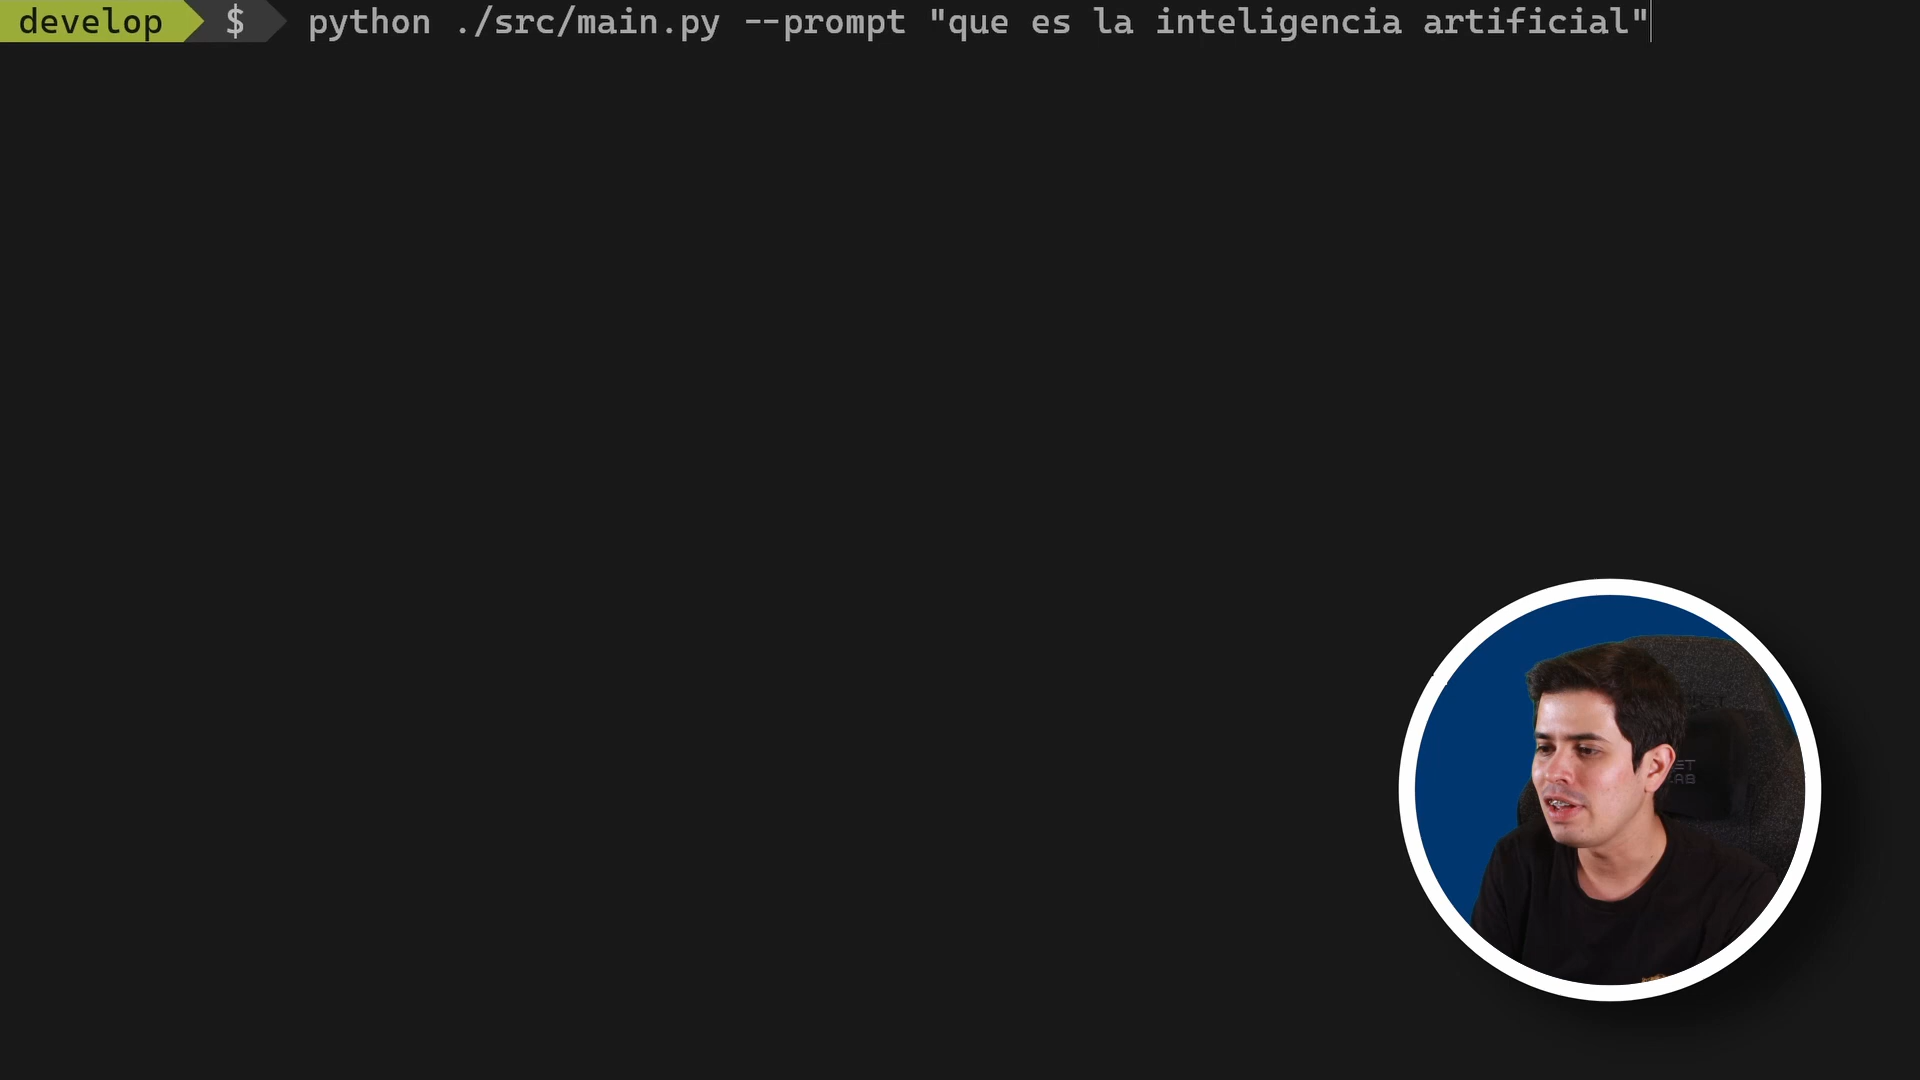 develop $ python ./src/main.py --prompt "que es la inteligencia artificial"